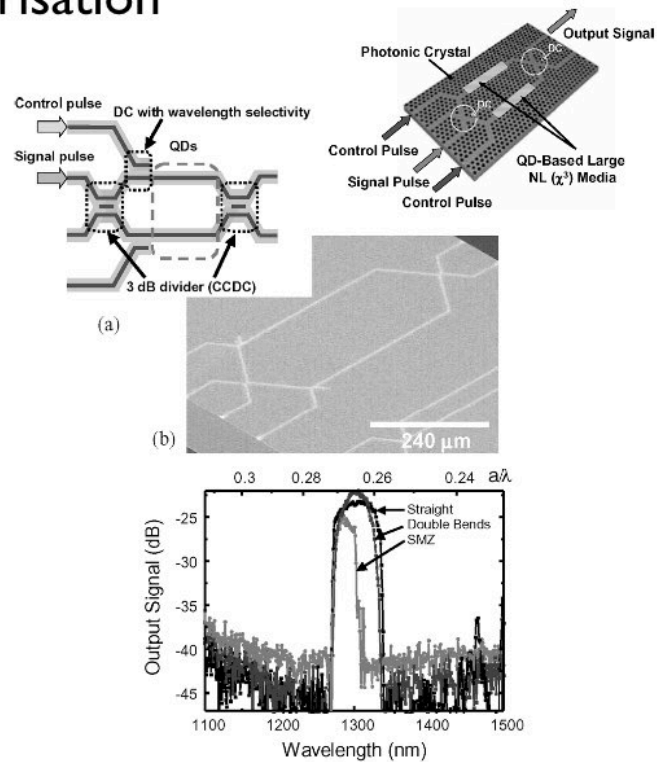 Output Signal
Photonic Crystal
DC
DC
Control Pulse
Signal Pulse
Control Pulse
QD-Based Large
NL (χ³) Media
Control pulse
DC with wavelength selectivity
QDs
Signal pulse
3 dB divider (CCDC)
(a)
(b)
240 μm
0.3 0.28 0.26 0.24 a/λ
Straight
Double Bends
SMZ
Output Signal (dB)
-25
-30
-35
-40
-45
1100 1200 1300 1400 1500
Wavelength (nm)